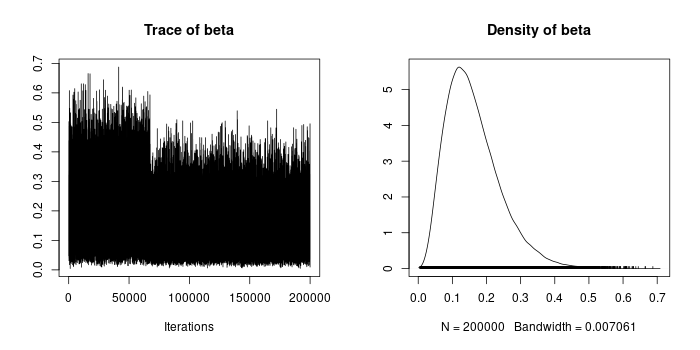 Trace of beta
0.7
0.6
0.5
0.4
0.3
0.2
0.1
0.0
0 50000 100000 150000 200000
Iterations
Density of beta
5
4
3
2
1
0
0.0 0.1 0.2 0.3 0.4 0.5 0.6 0.7
N = 200000 Bandwidth = 0.007061